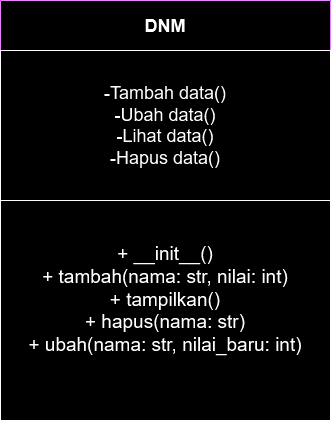 DNM
-Tambah data()
-Ubah data()
-Lihat data()
-Hapus data()
+ __init__()
+ tambah(nama: str, nilai: int)
+ tampilkan()
+ hapus(nama: str)
+ ubah(nama: str, nilai_baru: int)